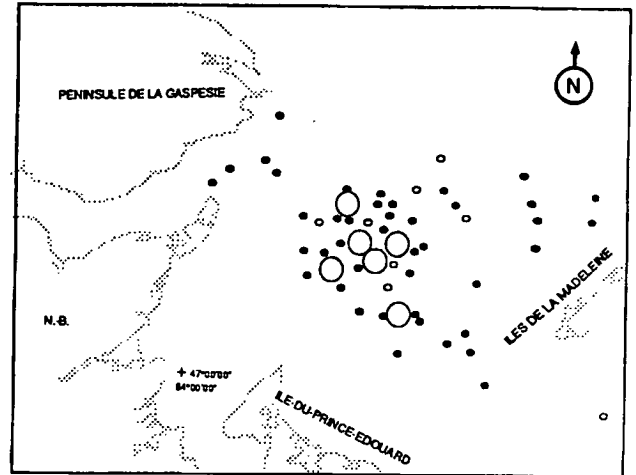 PENINSULE DE LA GASPESIE
N
ILES DE LA MADELEINE
N.-B.
+ 47°00'00"
64°00'00"
ILE-DU-PRINCE-EDOUARD